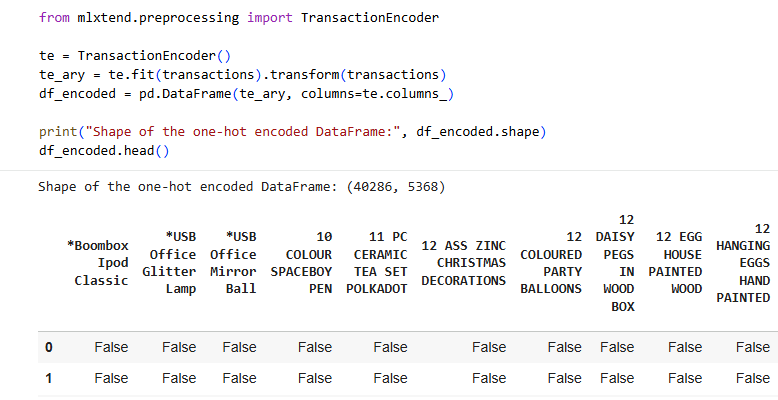 from mlxtend.preprocessing import TransactionEncoder
te = TransactionEncoder()
te_ary = te.fit(transactions).transform(transactions)
df_encoded = pd.DataFrame(te_ary, columns=te.columns_)
print("Shape of the one-hot encoded DataFrame:", df_encoded.shape)
df_encoded.head()
Shape of the one-hot encoded DataFrame: (40286, 5368)
*Boombox Ipod Classic
*USB Office Glitter Lamp
*USB Office Mirror Ball
10 COLOUR SPACEBOY PEN
11 PC CERAMIC TEA SET POLKADOT
12 ASS ZINC CHRISTMAS DECORATIONS
12 COLOURED PARTY BALLOONS
12 DAISY PEGS IN WOOD BOX
12 EGG HOUSE PAINTED WOOD
12 HANGING EGGS HAND PAINTED
0 False False False False False False False False False False
1 False False False False False False False False False False